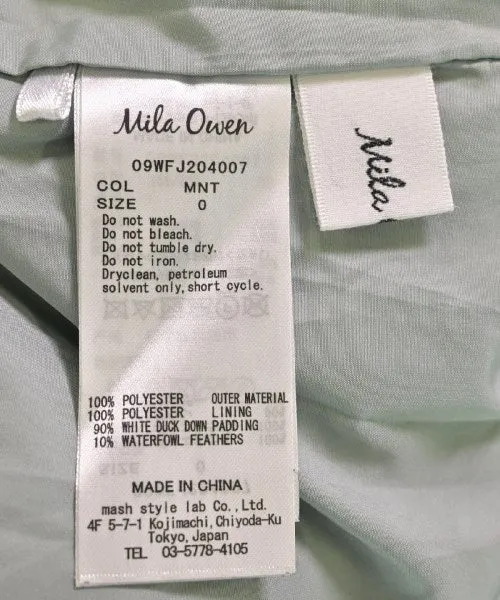 Mila Owen
09WFJ204007
COL MNT
SIZE 0
Do not wash.
Do not bleach.
Do not tumble dry.
Do not iron.
Dryclean, petroleum
solvent only, short cycle.
100% POLYESTER OUTER MATERIAL
100% POLYESTER LINING
90% WHITE DUCK DOWN PADDING
10% WATERFOWL FEATHERS
MADE IN CHINA
mash style lab Co., Ltd.
4F 5-7-1 Kojimachi, Chiyoda-Ku
Tokyo, Japan
TEL 03-5778-4105
Mila